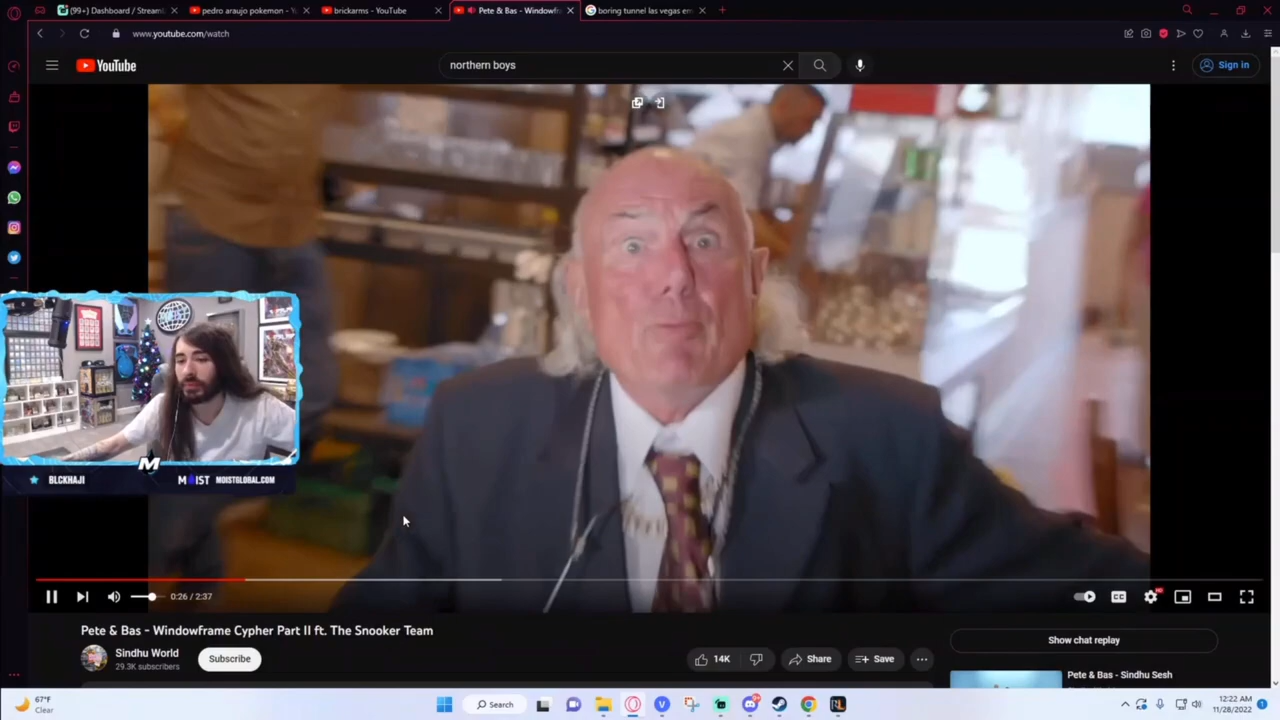 (99+) Dashboard / StreamL
pedro araujo pokemon - Y
brickarms - YouTube
Pete & Bas - Windowfr
boring tunnel las vegas em
www.youtube.com/watch
YouTube
northern boys
Sign in
BLCKHAJI
M
MOIST
MOISTGLOBAL.COM
0:26 / 2:37
CC
Pete & Bas - Windowframe Cypher Part II ft. The Snooker Team
Sindhu World
29.3K subscribers
Subscribe
14K
Share
Save
Show chat replay
Pete & Bas - Sindhu Sesh
67°F
Clear
Search
12:22 AM
11/28/2022